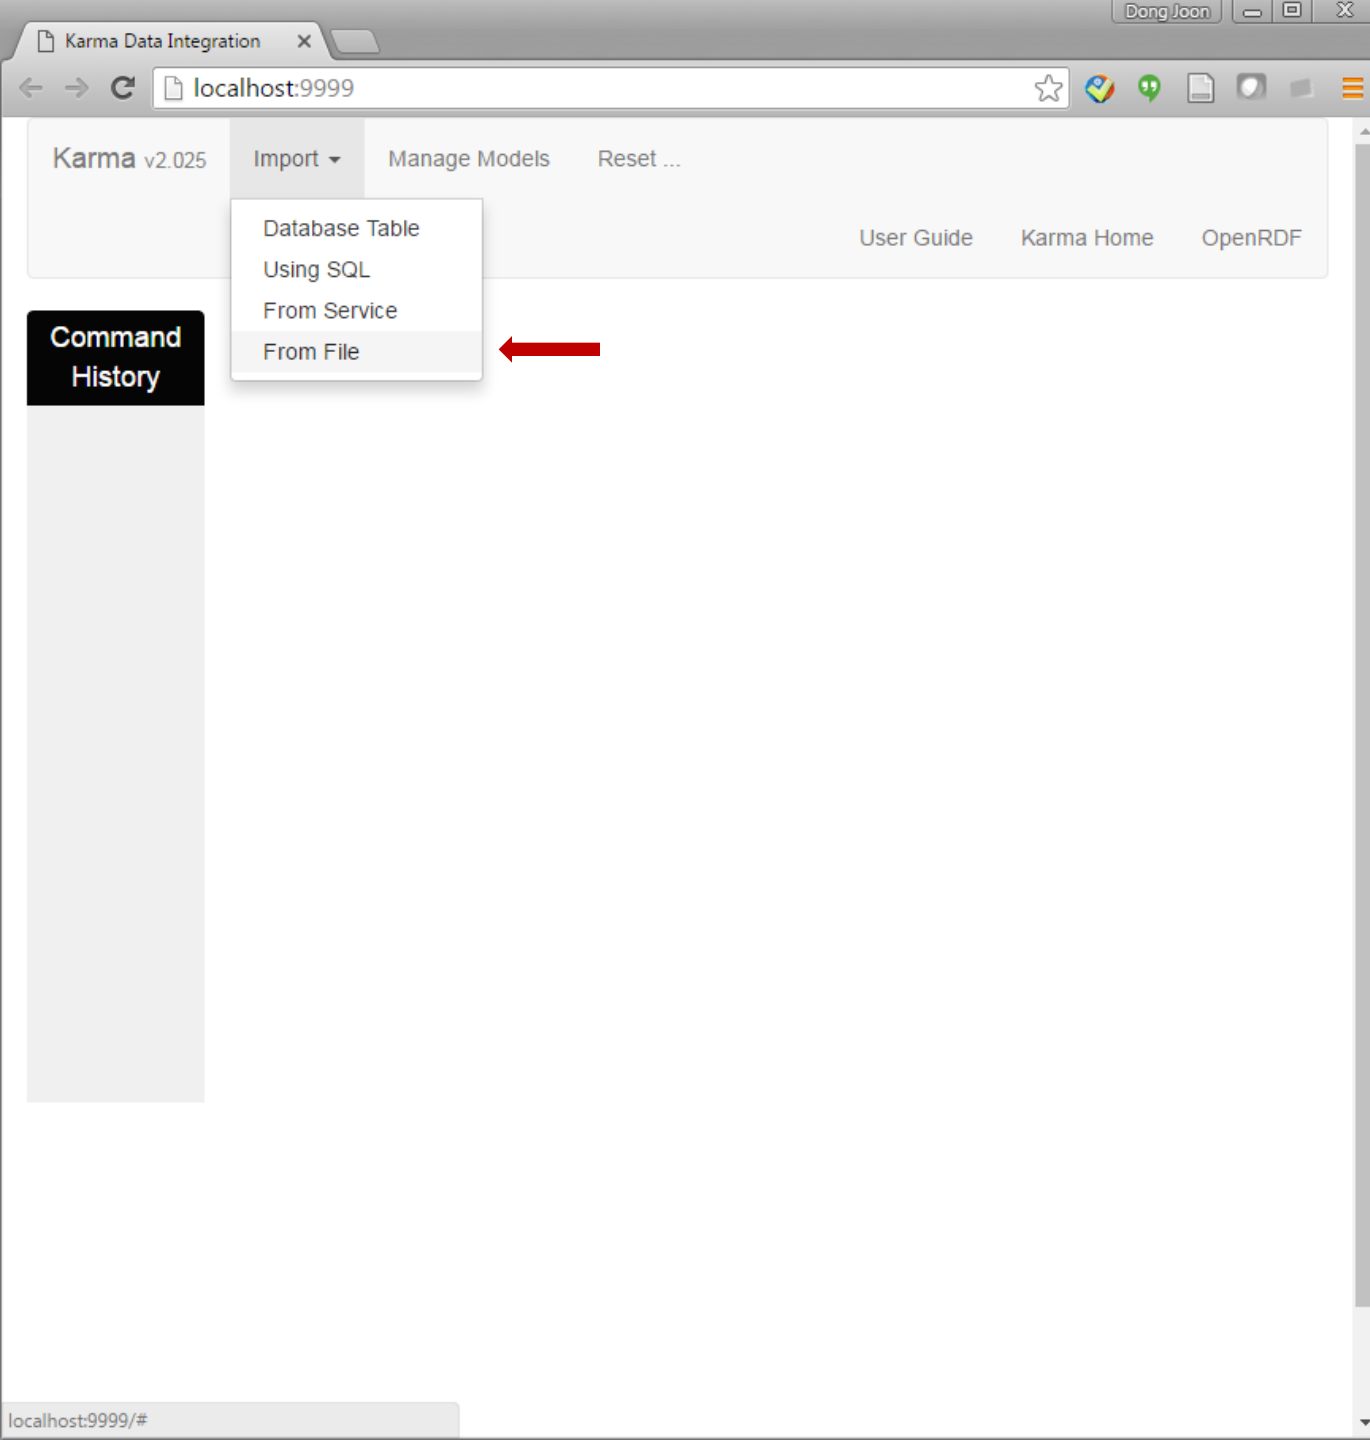 Dong Joon
Karma Data Integration
localhost:9999
Karma v2.025
Import
Manage Models
Reset ...
Database Table
Using SQL
From Service
From File
User Guide
Karma Home
OpenRDF
Command
History
localhost:9999/#